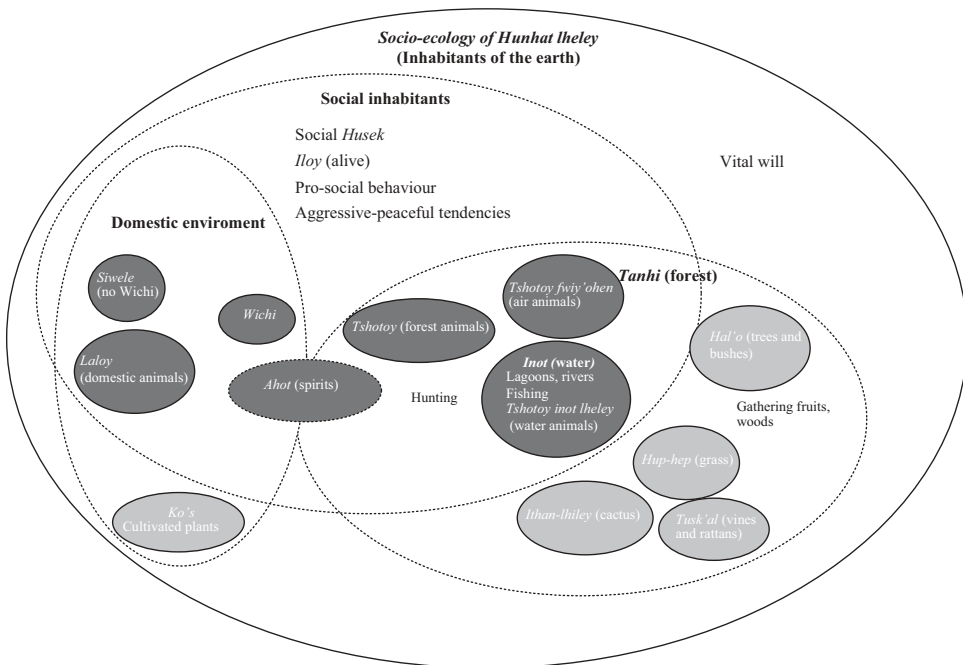 Socio-ecology of Hunhat lheley
(Inhabitants of the earth)
Social inhabitants
Social Husek
Iloy (alive)
Pro-social behaviour
Aggressive-peaceful tendencies
Vital will
Domestic enviroment
Siwele
(no Wichi)
Wichi
Laloy
(domestic animals)
Ahot (spirits)
Ko's
Cultivated plants
Tanhi (forest)
Tshotoy fwiy'ohen
(air animals)
Tshotoy (forest animals)
Inot (water)
Lagoons, rivers
Fishing
Tshotoy inot lheley
(water animals)
Hunting
Hal'o (trees and
bushes)
Gathering fruits,
woods
Hup-hep (grass)
Ithan-lhiley (cactus)
Tusk'al (vines
and rattans)